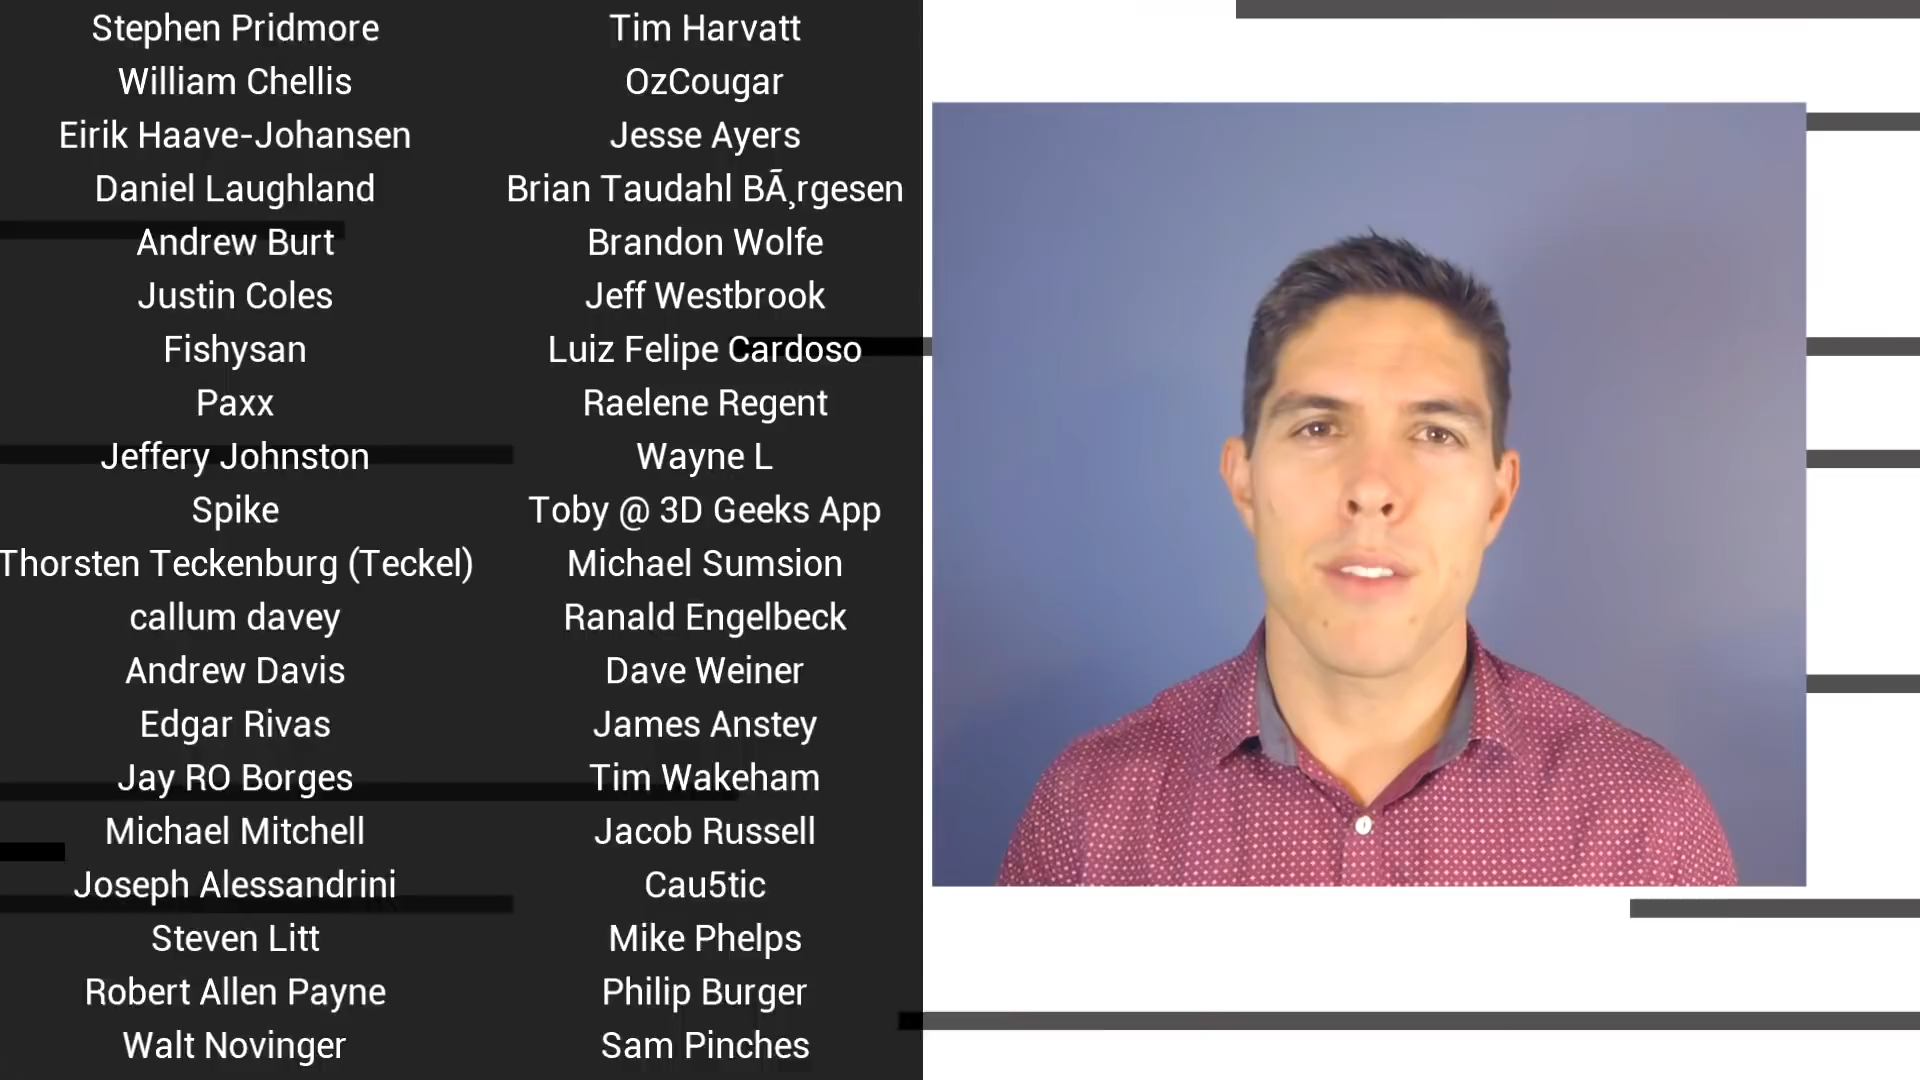 Stephen Pridmore
William Chellis
Eirik Haave-Johansen
Daniel Laughland
Andrew Burt
Justin Coles
Fishysan
Paxx
Jeffery Johnston
Spike
Thorsten Teckenburg (Teckel)
callum davey
Andrew Davis
Edgar Rivas
Jay RO Borges
Michael Mitchell
Joseph Alessandrini
Steven Litt
Robert Allen Payne
Walt Novinger
Tim Harvatt
OzCougar
Jesse Ayers
Brian Taudahl BÃ¸rgesen
Brandon Wolfe
Jeff Westbrook
Luiz Felipe Cardoso
Raelene Regent
Wayne L
Toby @ 3D Geeks App
Michael Sumsion
Ranald Engelbeck
Dave Weiner
James Anstey
Tim Wakeham
Jacob Russell
Cau5tic
Mike Phelps
Philip Burger
Sam Pinches